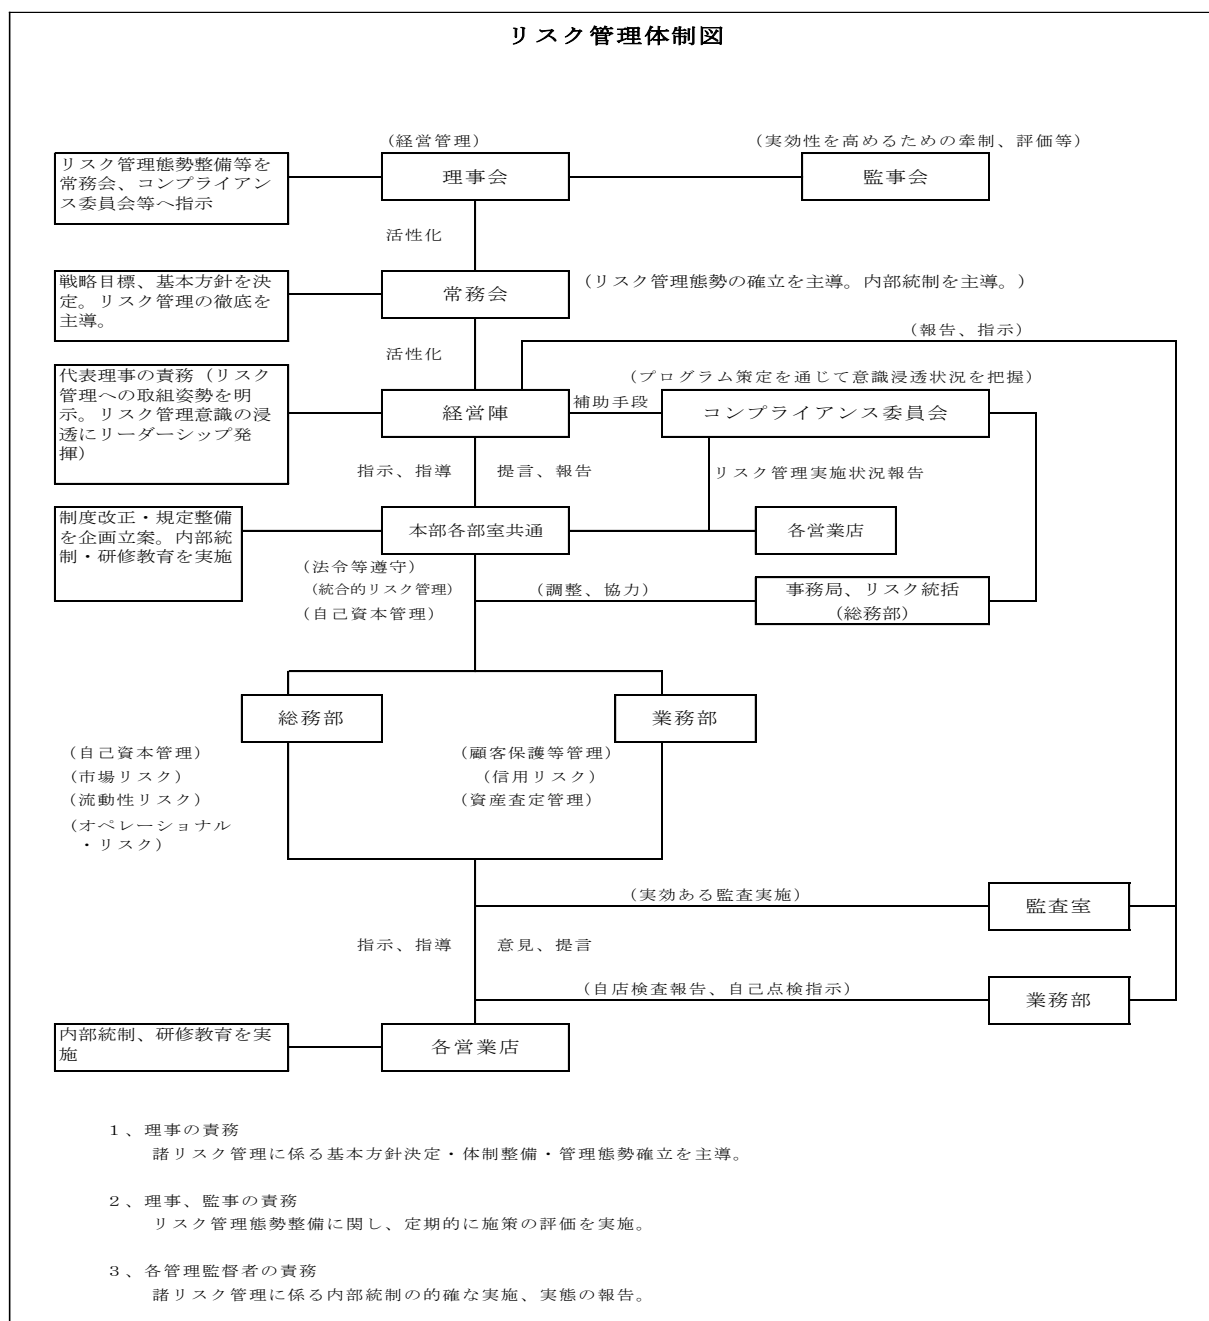 リスク管理体制図
（経営管理）
（実効性を高めるための牽制、評価等）
リスク管理態勢整備等を
常務会、コンプライアン
ス委員会等へ指示
理事会
監事会
活性化
戦略目標、基本方針を決
定。リスク管理の徹底を
主導。
常務会
（リスク管理態勢の確立を主導。内部統制を主導。）
（報告、指示）
活性化
代表理事の責務（リスク
管理への取組姿勢を明
示。リスク管理意識の浸
透にリーダーシップ発
揮）
（プログラム策定を通じて意識浸透状況を把握）
経営陣
補助手段
コンプライアンス委員会
指示、指導
提言、報告
リスク管理実施状況報告
制度改正・規定整備
を企画立案。内部統
制・研修教育を実施
本部各部室共通
各営業店
（法令等遵守）
（統合的リスク管理）
（自己資本管理）
（調整、協力）
事務局、リスク統括
（総務部）
総務部
業務部
（自己資本管理）
（市場リスク）
（流動性リスク）
（オペレーショナル
・リスク）
（顧客保護等管理）
（信用リスク）
（資産査定管理）
（実効ある監査実施）
監査室
指示、指導
意見、提言
（自店検査報告、自己点検指示）
業務部
内部統制、研修教育を実
施
各営業店
１、理事の責務
諸リスク管理に係る基本方針決定・体制整備・管理態勢確立を主導。
２、理事、監事の責務
リスク管理態勢整備に関し、定期的に施策の評価を実施。
３、各管理監督者の責務
諸リスク管理に係る内部統制の的確な実施、実態の報告。